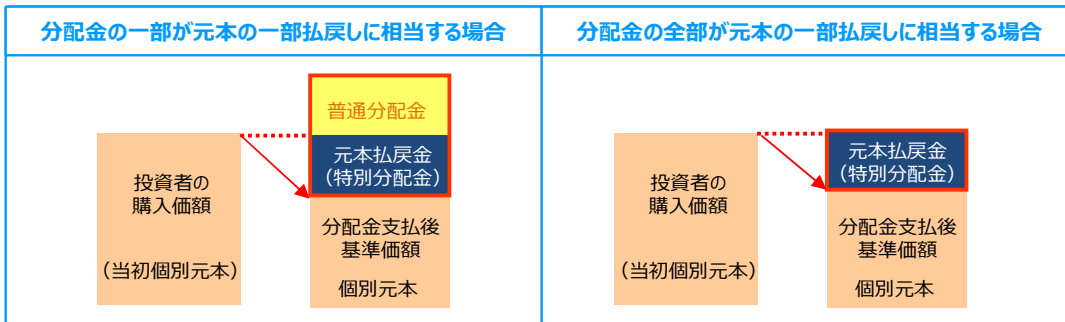 分配金の一部が元本の一部払戻しに相当する場合
普通分配金
元本払戻金
(特別分配金)
投資者の
購入価額
(当初個別元本)
分配金支払後
基準価額
個別元本
分配金の全部が元本の一部払戻しに相当する場合
元本払戻金
(特別分配金)
投資者の
購入価額
(当初個別元本)
分配金支払後
基準価額
個別元本